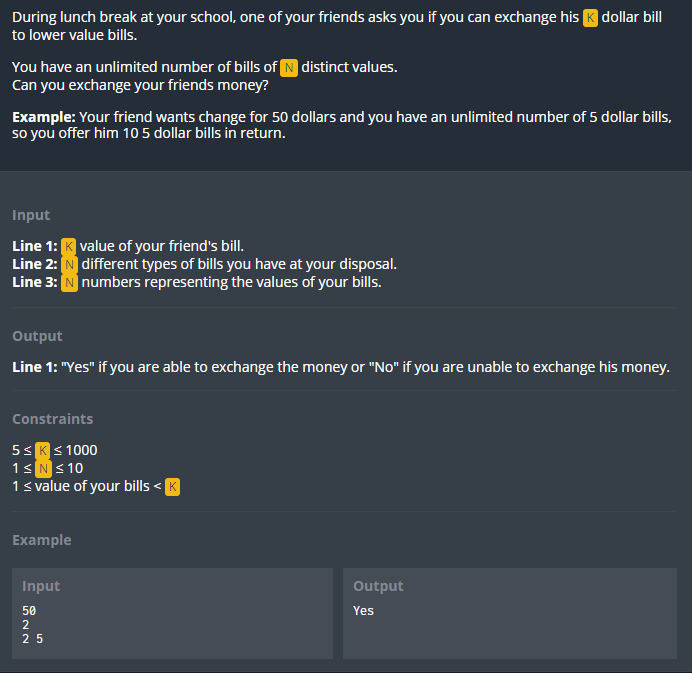 During lunch break at your school, one of your friends asks you if you can exchange his K dollar bill
to lower value bills.
You have an unlimited number of bills of N distinct values.
Can you exchange your friends money?
Example: Your friend wants change for 50 dollars and you have an unlimited number of 5 dollar bills,
so you offer him 10 5 dollar bills in return.
Input
Line 1: K value of your friend's bill.
Line 2: N different types of bills you have at your disposal.
Line 3: N numbers representing the values of your bills.
Output
Line 1: "Yes" if you are able to exchange the money or "No" if you are unable to exchange his money.
Constraints
5 ≤ K ≤ 1000
1 ≤ N ≤ 10
1 ≤ value of your bills < K
Example
Input
50
2
2 5
Output
Yes